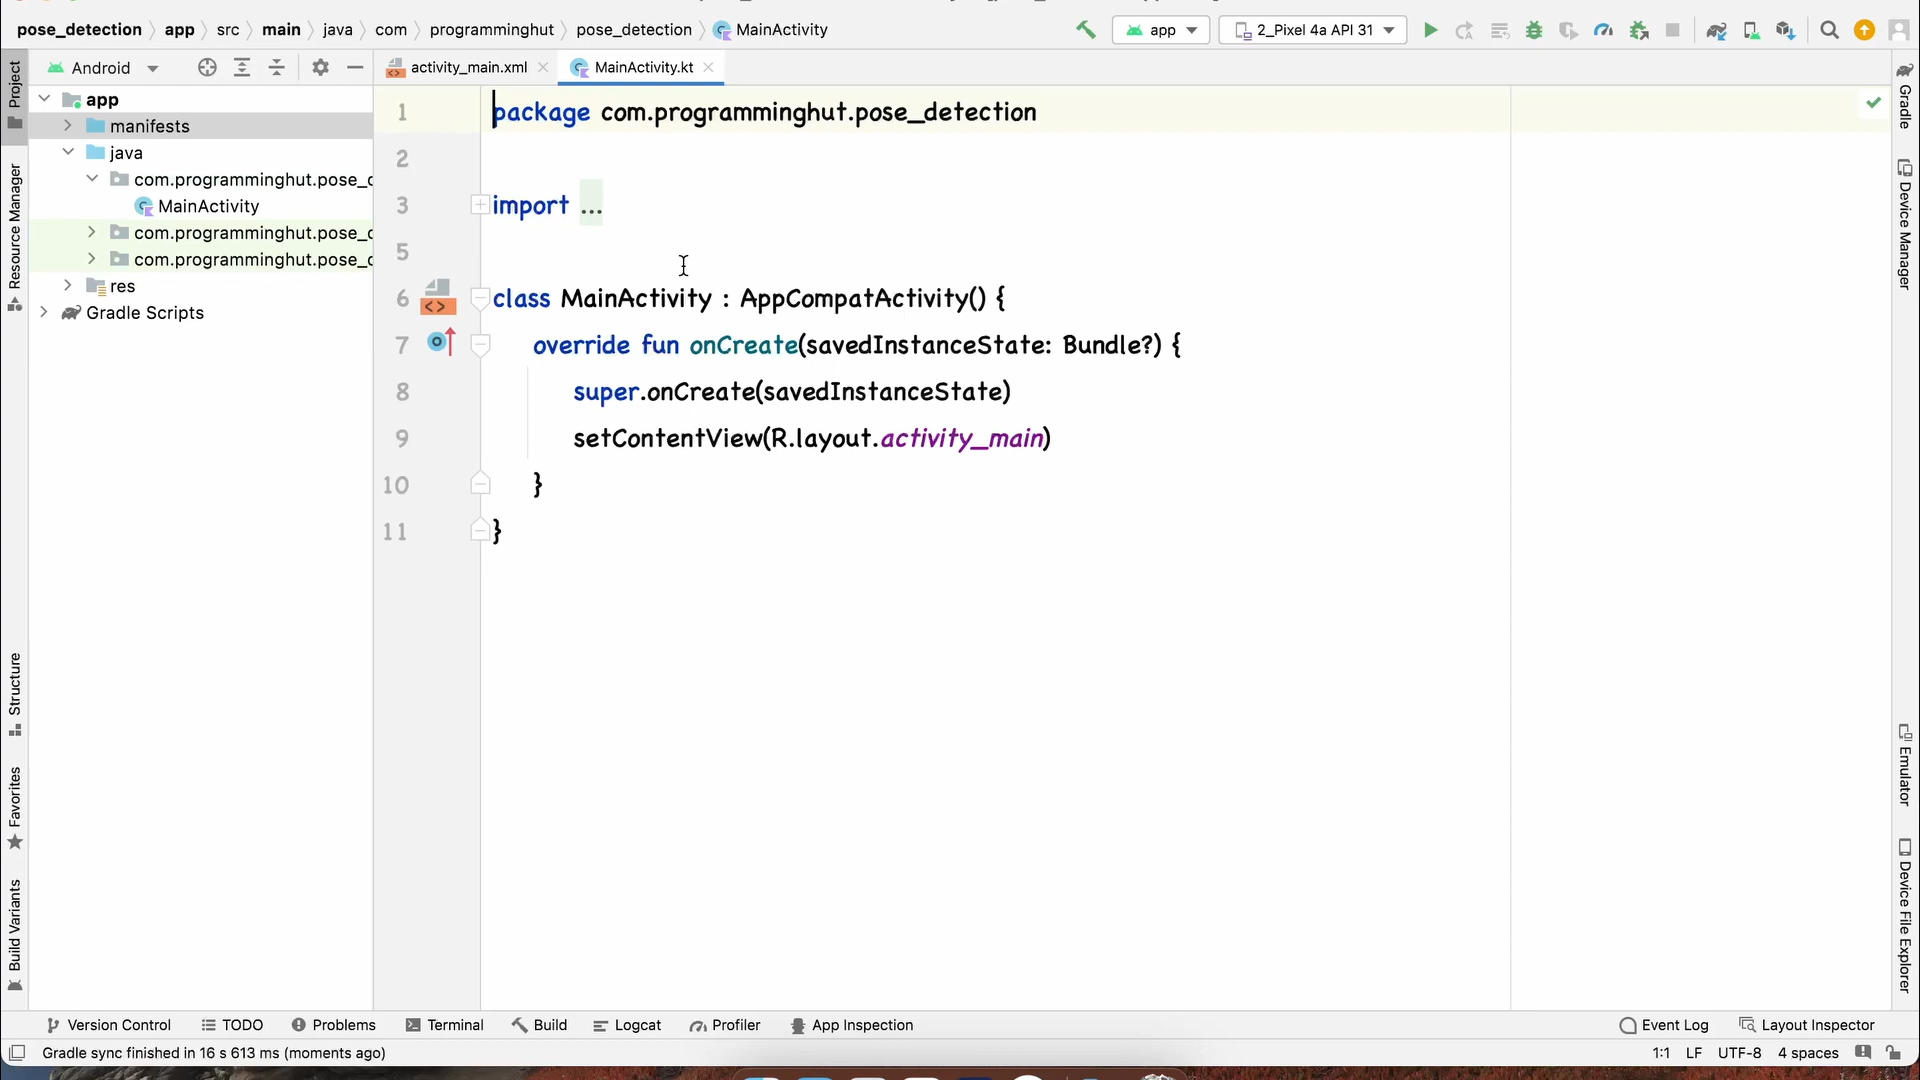 pose_detection app src main java com programminghut pose_detection MainActivity
app 2_Pixel 4a API 31
Android
activity_main.xml MainActivity.kt
Project
Resource Manager
Structure
Favorites
Build Variants
app
manifests
java
com.programminghut.pose_
MainActivity
com.programminghut.pose_
com.programminghut.pose_
res
Gradle Scripts
1 package com.programminghut.pose_detection
2
3 import ...
5
6 class MainActivity : AppCompatActivity() {
7 override fun onCreate(savedInstanceState: Bundle?) {
8 super.onCreate(savedInstanceState)
9 setContentView(R.layout.activity_main)
10 }
11 }
Gradle
Device Manager
Emulator
Device File Explorer
Version Control TODO Problems Terminal Build Logcat Profiler App Inspection Event Log Layout Inspector
Gradle sync finished in 16 s 613 ms (moments ago) 1:1 LF UTF-8 4 spaces